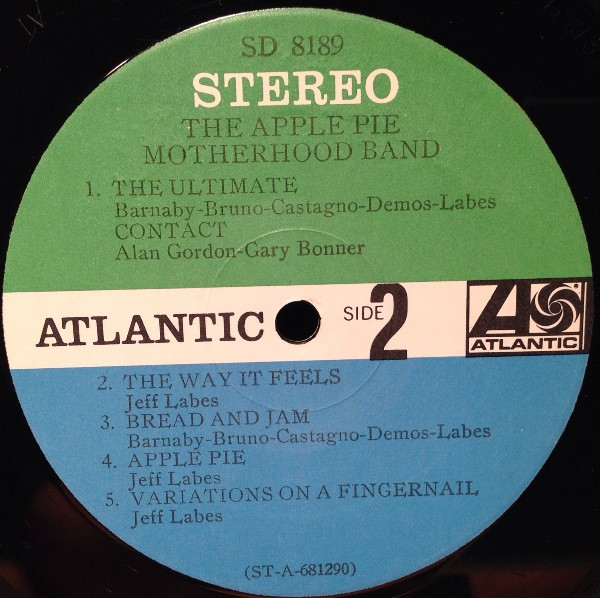 SD 8189
STEREO
THE APPLE PIE
MOTHERHOOD BAND
1. THE ULTIMATE
Barnaby-Bruno-Castagno-Demos-Labes
CONTACT
Alan Gordon-Gary Bonner
ATLANTIC SIDE 2
ATLANTIC
2. THE WAY IT FEELS
Jeff Labes
3. BREAD AND JAM
Barnaby-Bruno-Castagno-Demos-Labes
4. APPLE PIE
Jeff Labes
5. VARIATIONS ON A FINGERNAIL
Jeff Labes
(ST-A-681290)